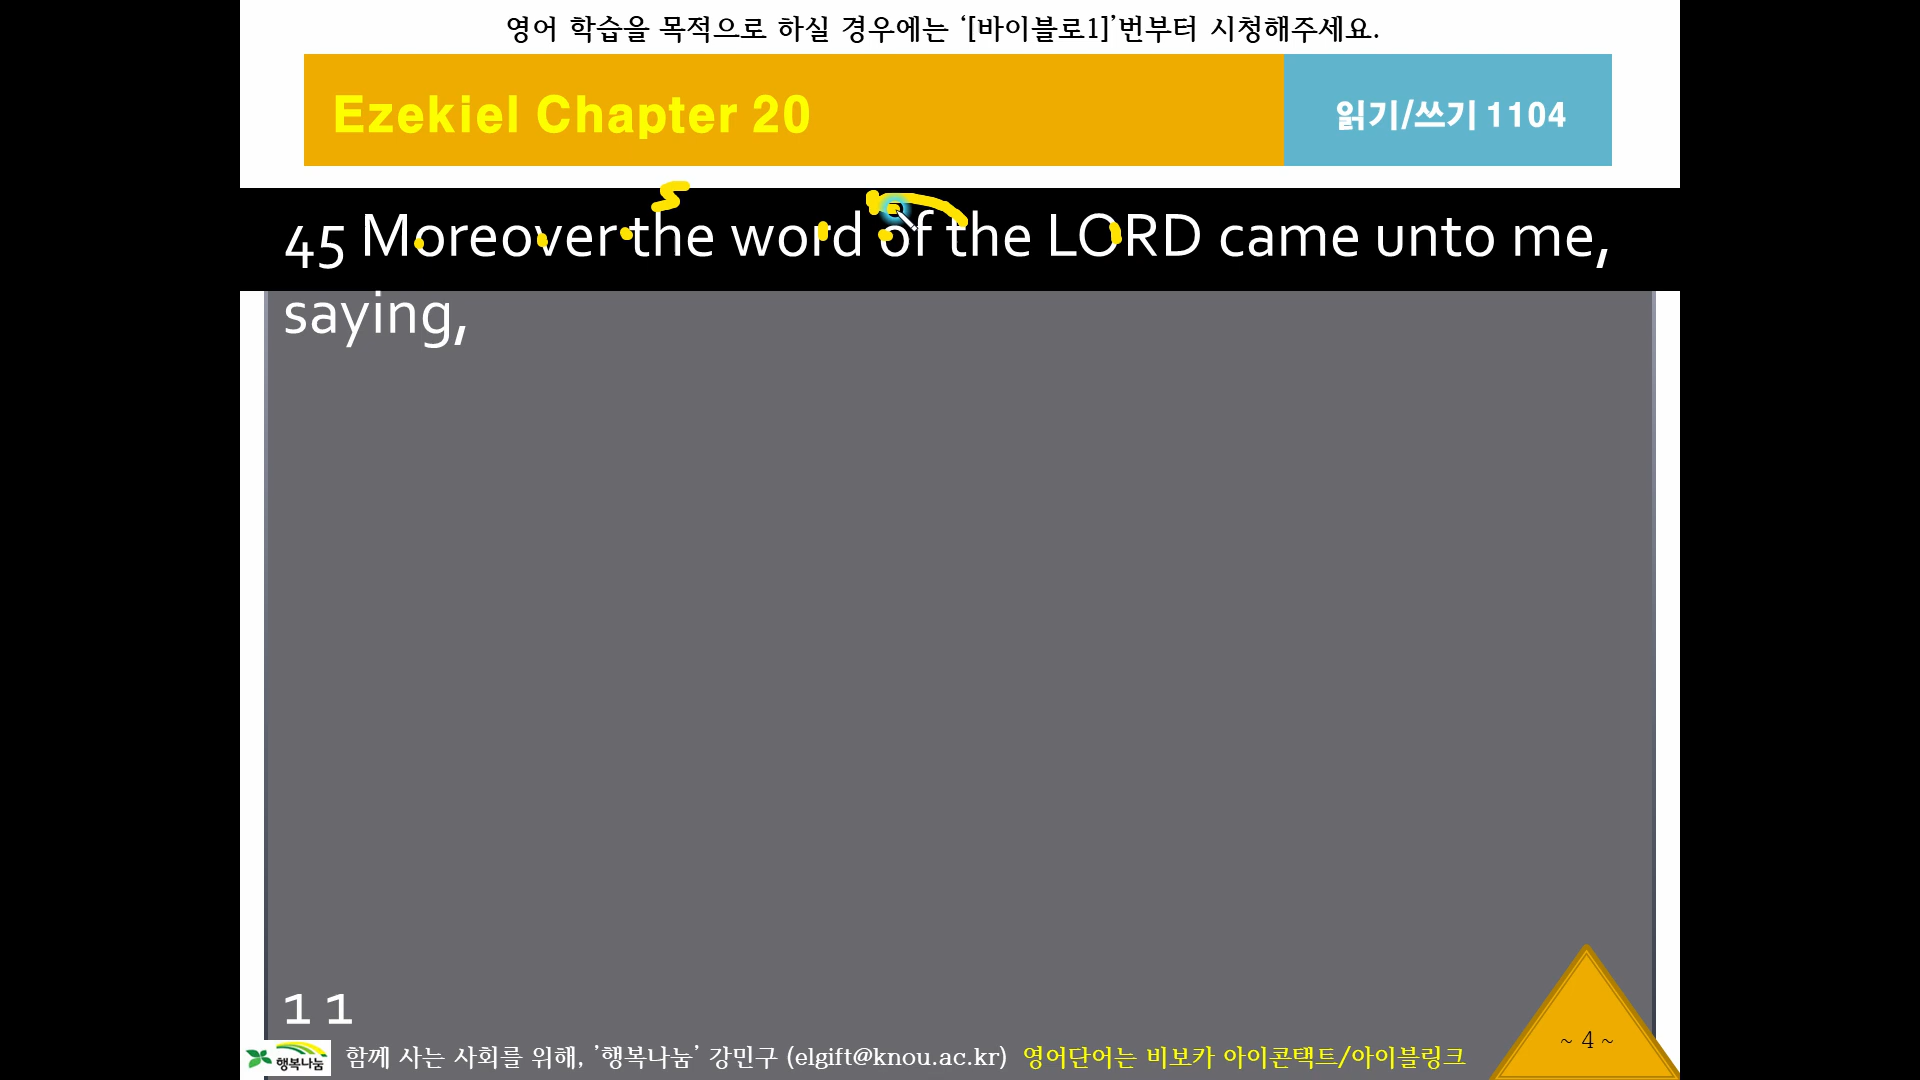 영어 학습을 목적으로 하실 경우에는 ‘[바이블로1]’번부터 시청해주세요.
Ezekiel Chapter 20
읽기/쓰기 1104
45 Moreover the word of the LORD came unto me,
saying,
1 1
~ 4 ~
행복나눔
함께 사는 사회를 위해, ’행복나눔’ 강민구 (elgift@knou.ac.kr) 영어단어는 비보카 아이콘택트/아이블링크